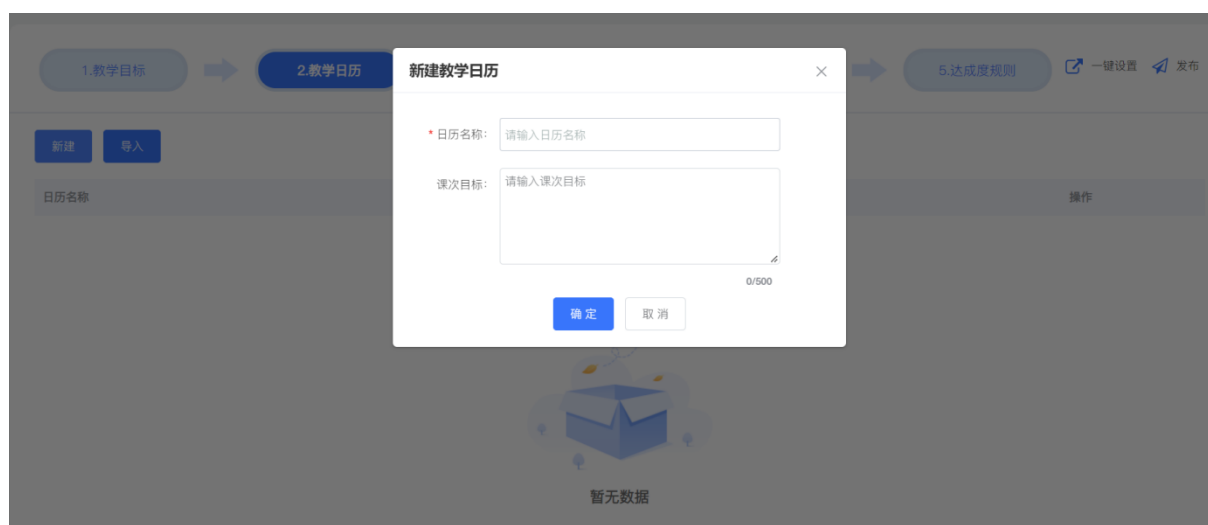 1.教学目标
2.教学日历
5.达成度规则
一键设置
发布
新建教学日历
新建
导入
* 日历名称:
请输入日历名称
课次目标:
请输入课次目标
0/500
确定
取消
日历名称
操作
暂无数据